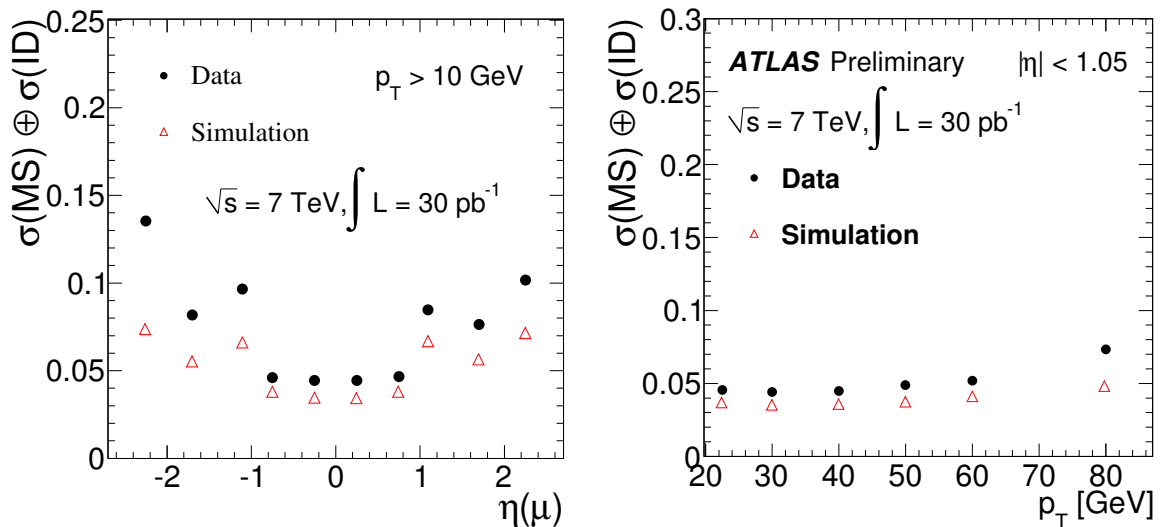 σ(MS) ⊕ σ(ID)
0.25
0.2
0.15
0.1
0.05
0
Data
p_T > 10 GeV
Simulation
√s = 7 TeV, ∫ L = 30 pb⁻¹
-2 -1 0 1 2
η(μ)
σ(MS) ⊕ σ(ID)
0.3
0.25
0.2
0.15
0.1
0.05
0
ATLAS Preliminary |η| < 1.05
√s = 7 TeV, ∫ L = 30 pb⁻¹
Data
Simulation
20 30 40 50 60 70 80
p_T [GeV]